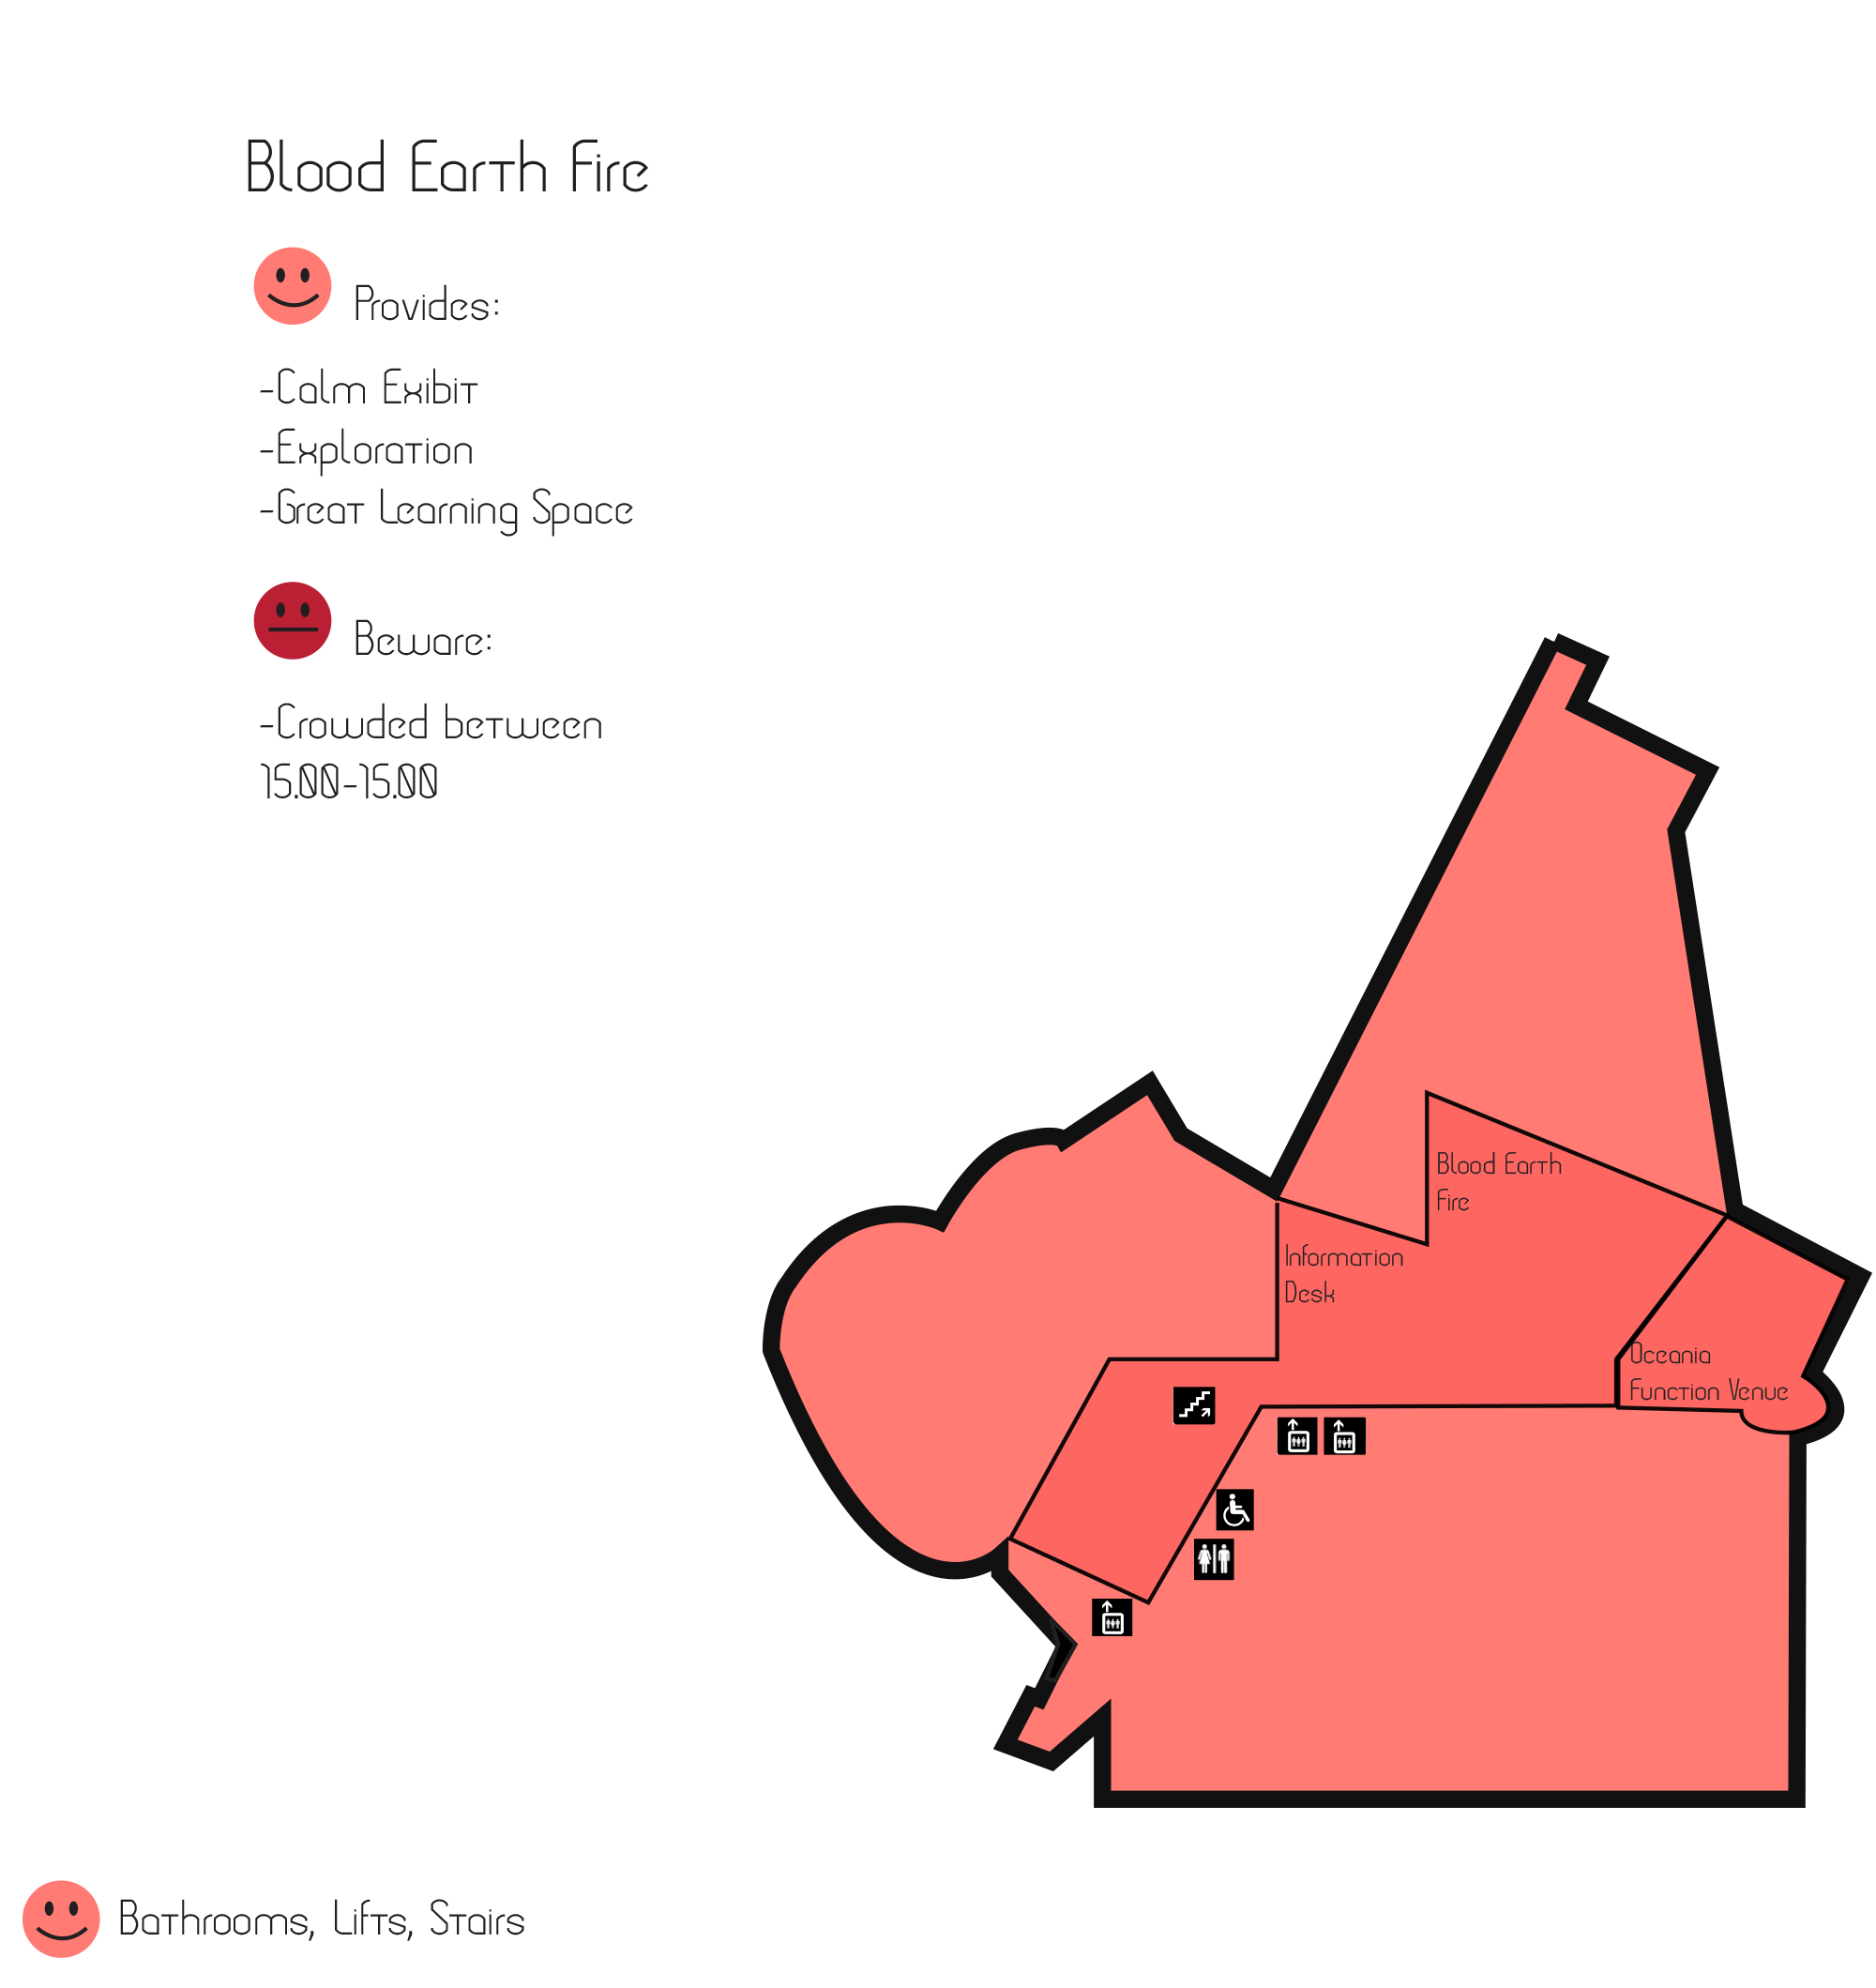 Blood Earth Fire
Provides:
-Calm Exibit
-Exploration
-Great Learning Space
Beware:
-Crowded between
15.00-15.00
Blood Earth
Fire
Information
Desk
Oceania
Function Venue
Bathrooms, Lifts, Stairs